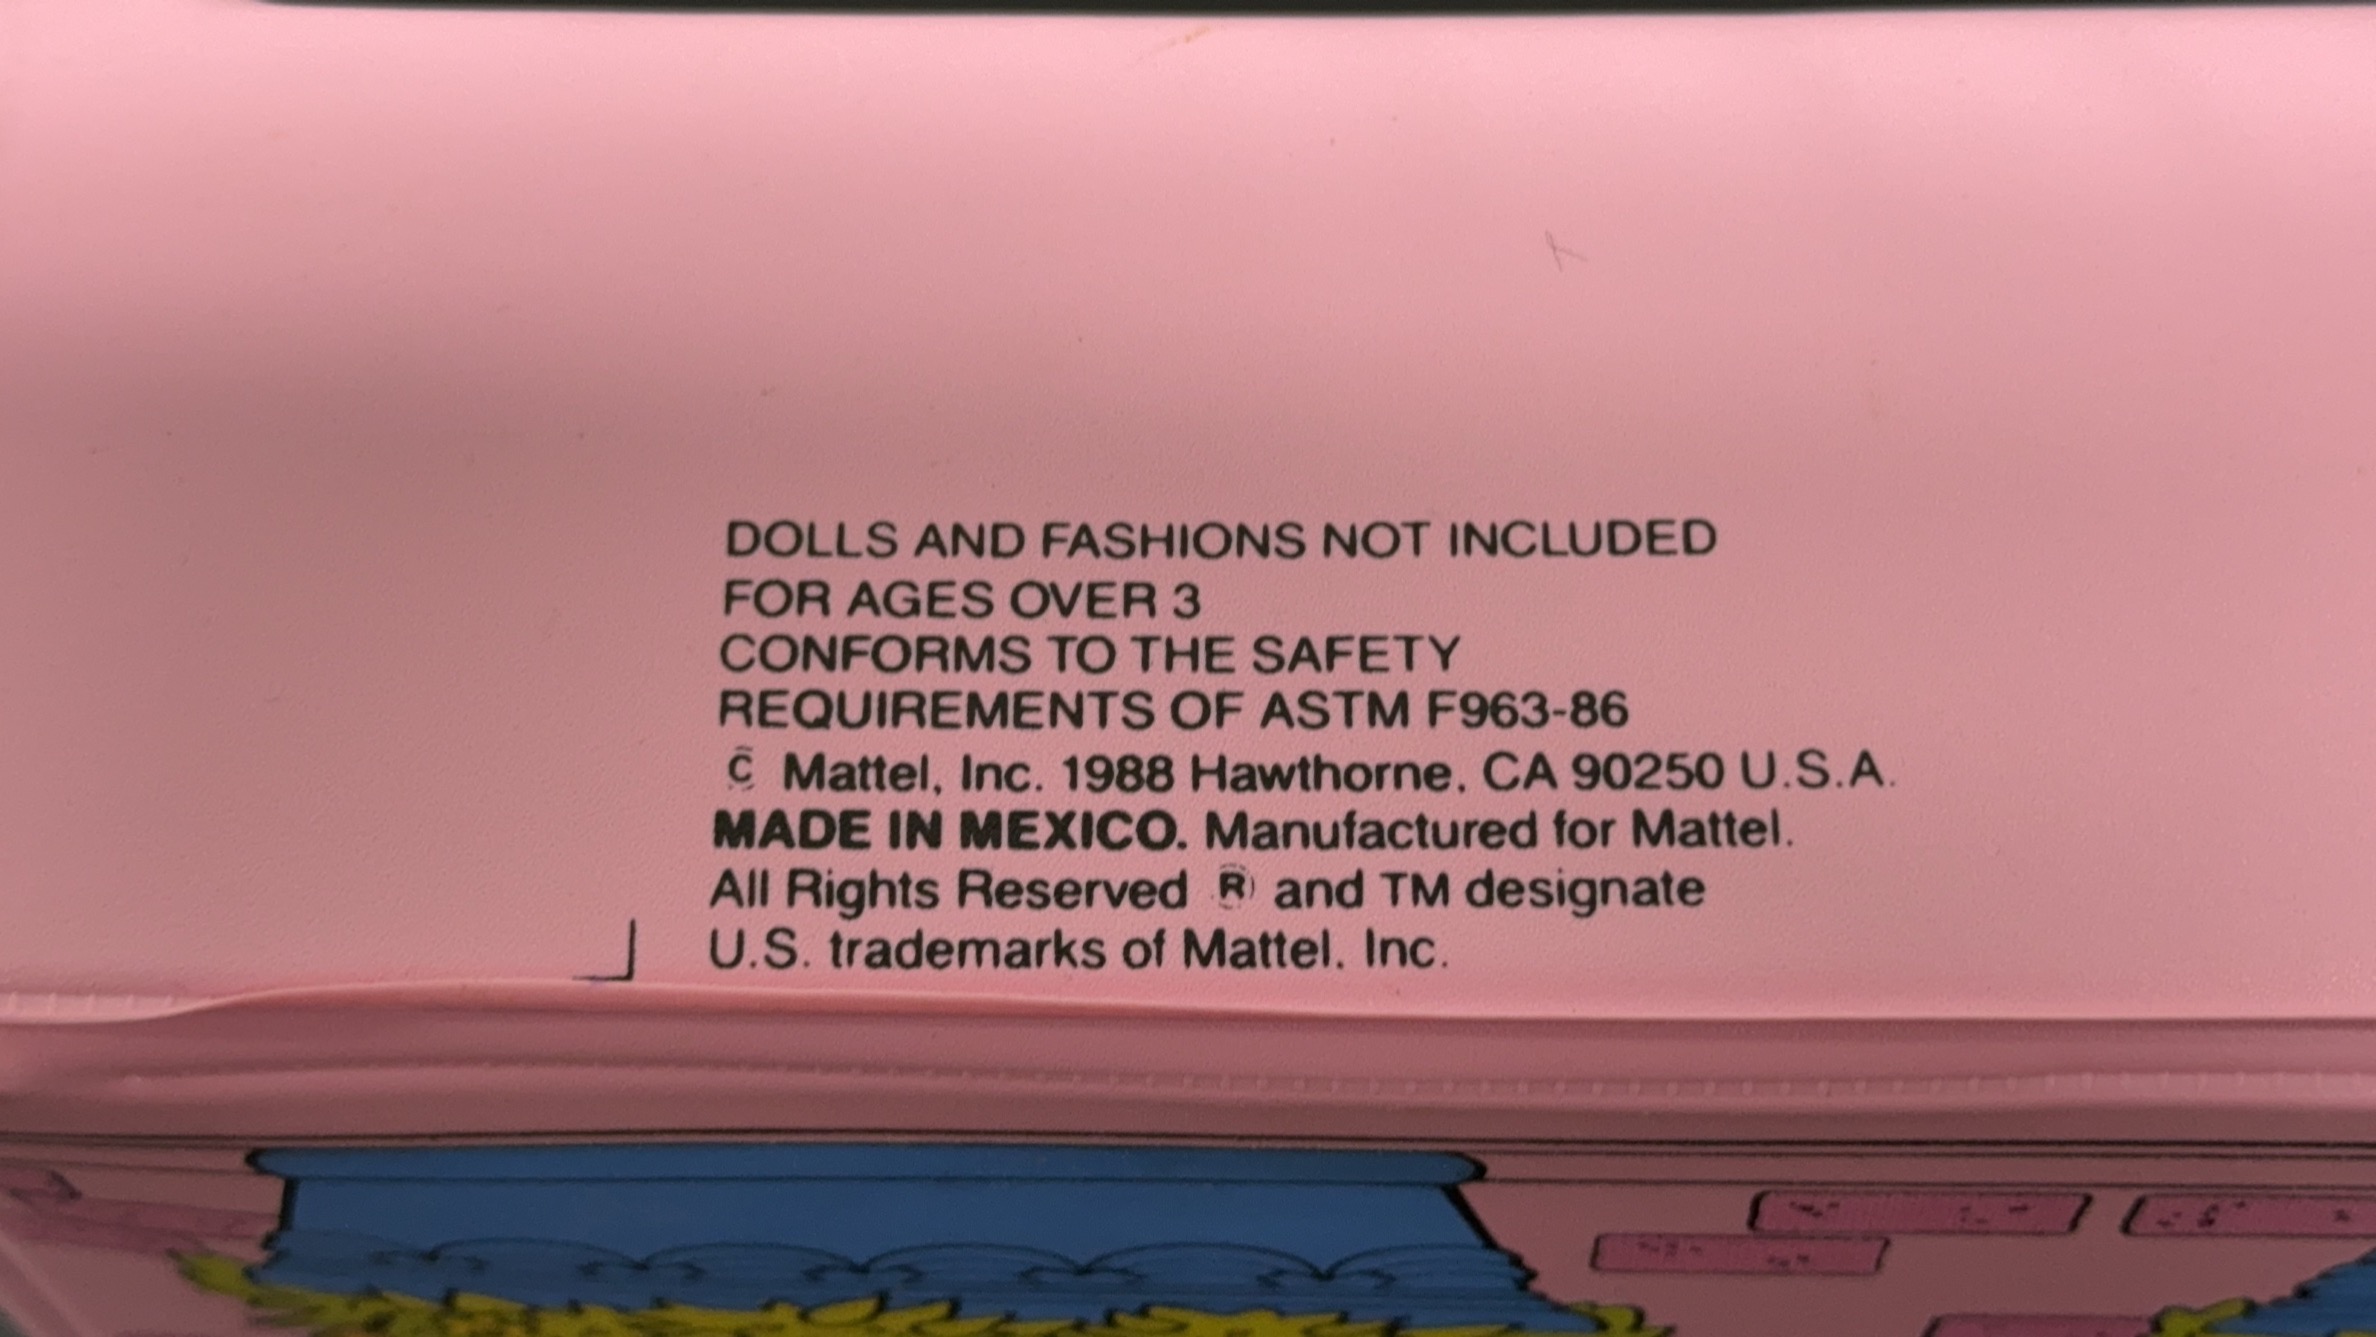 DOLLS AND FASHIONS NOT INCLUDED
FOR AGES OVER 3
CONFORMS TO THE SAFETY
REQUIREMENTS OF ASTM F963-86
© Mattel, Inc. 1988 Hawthorne, CA 90250 U.S.A.
MADE IN MEXICO. Manufactured for Mattel.
All Rights Reserved ® and TM designate
U.S. trademarks of Mattel, Inc.